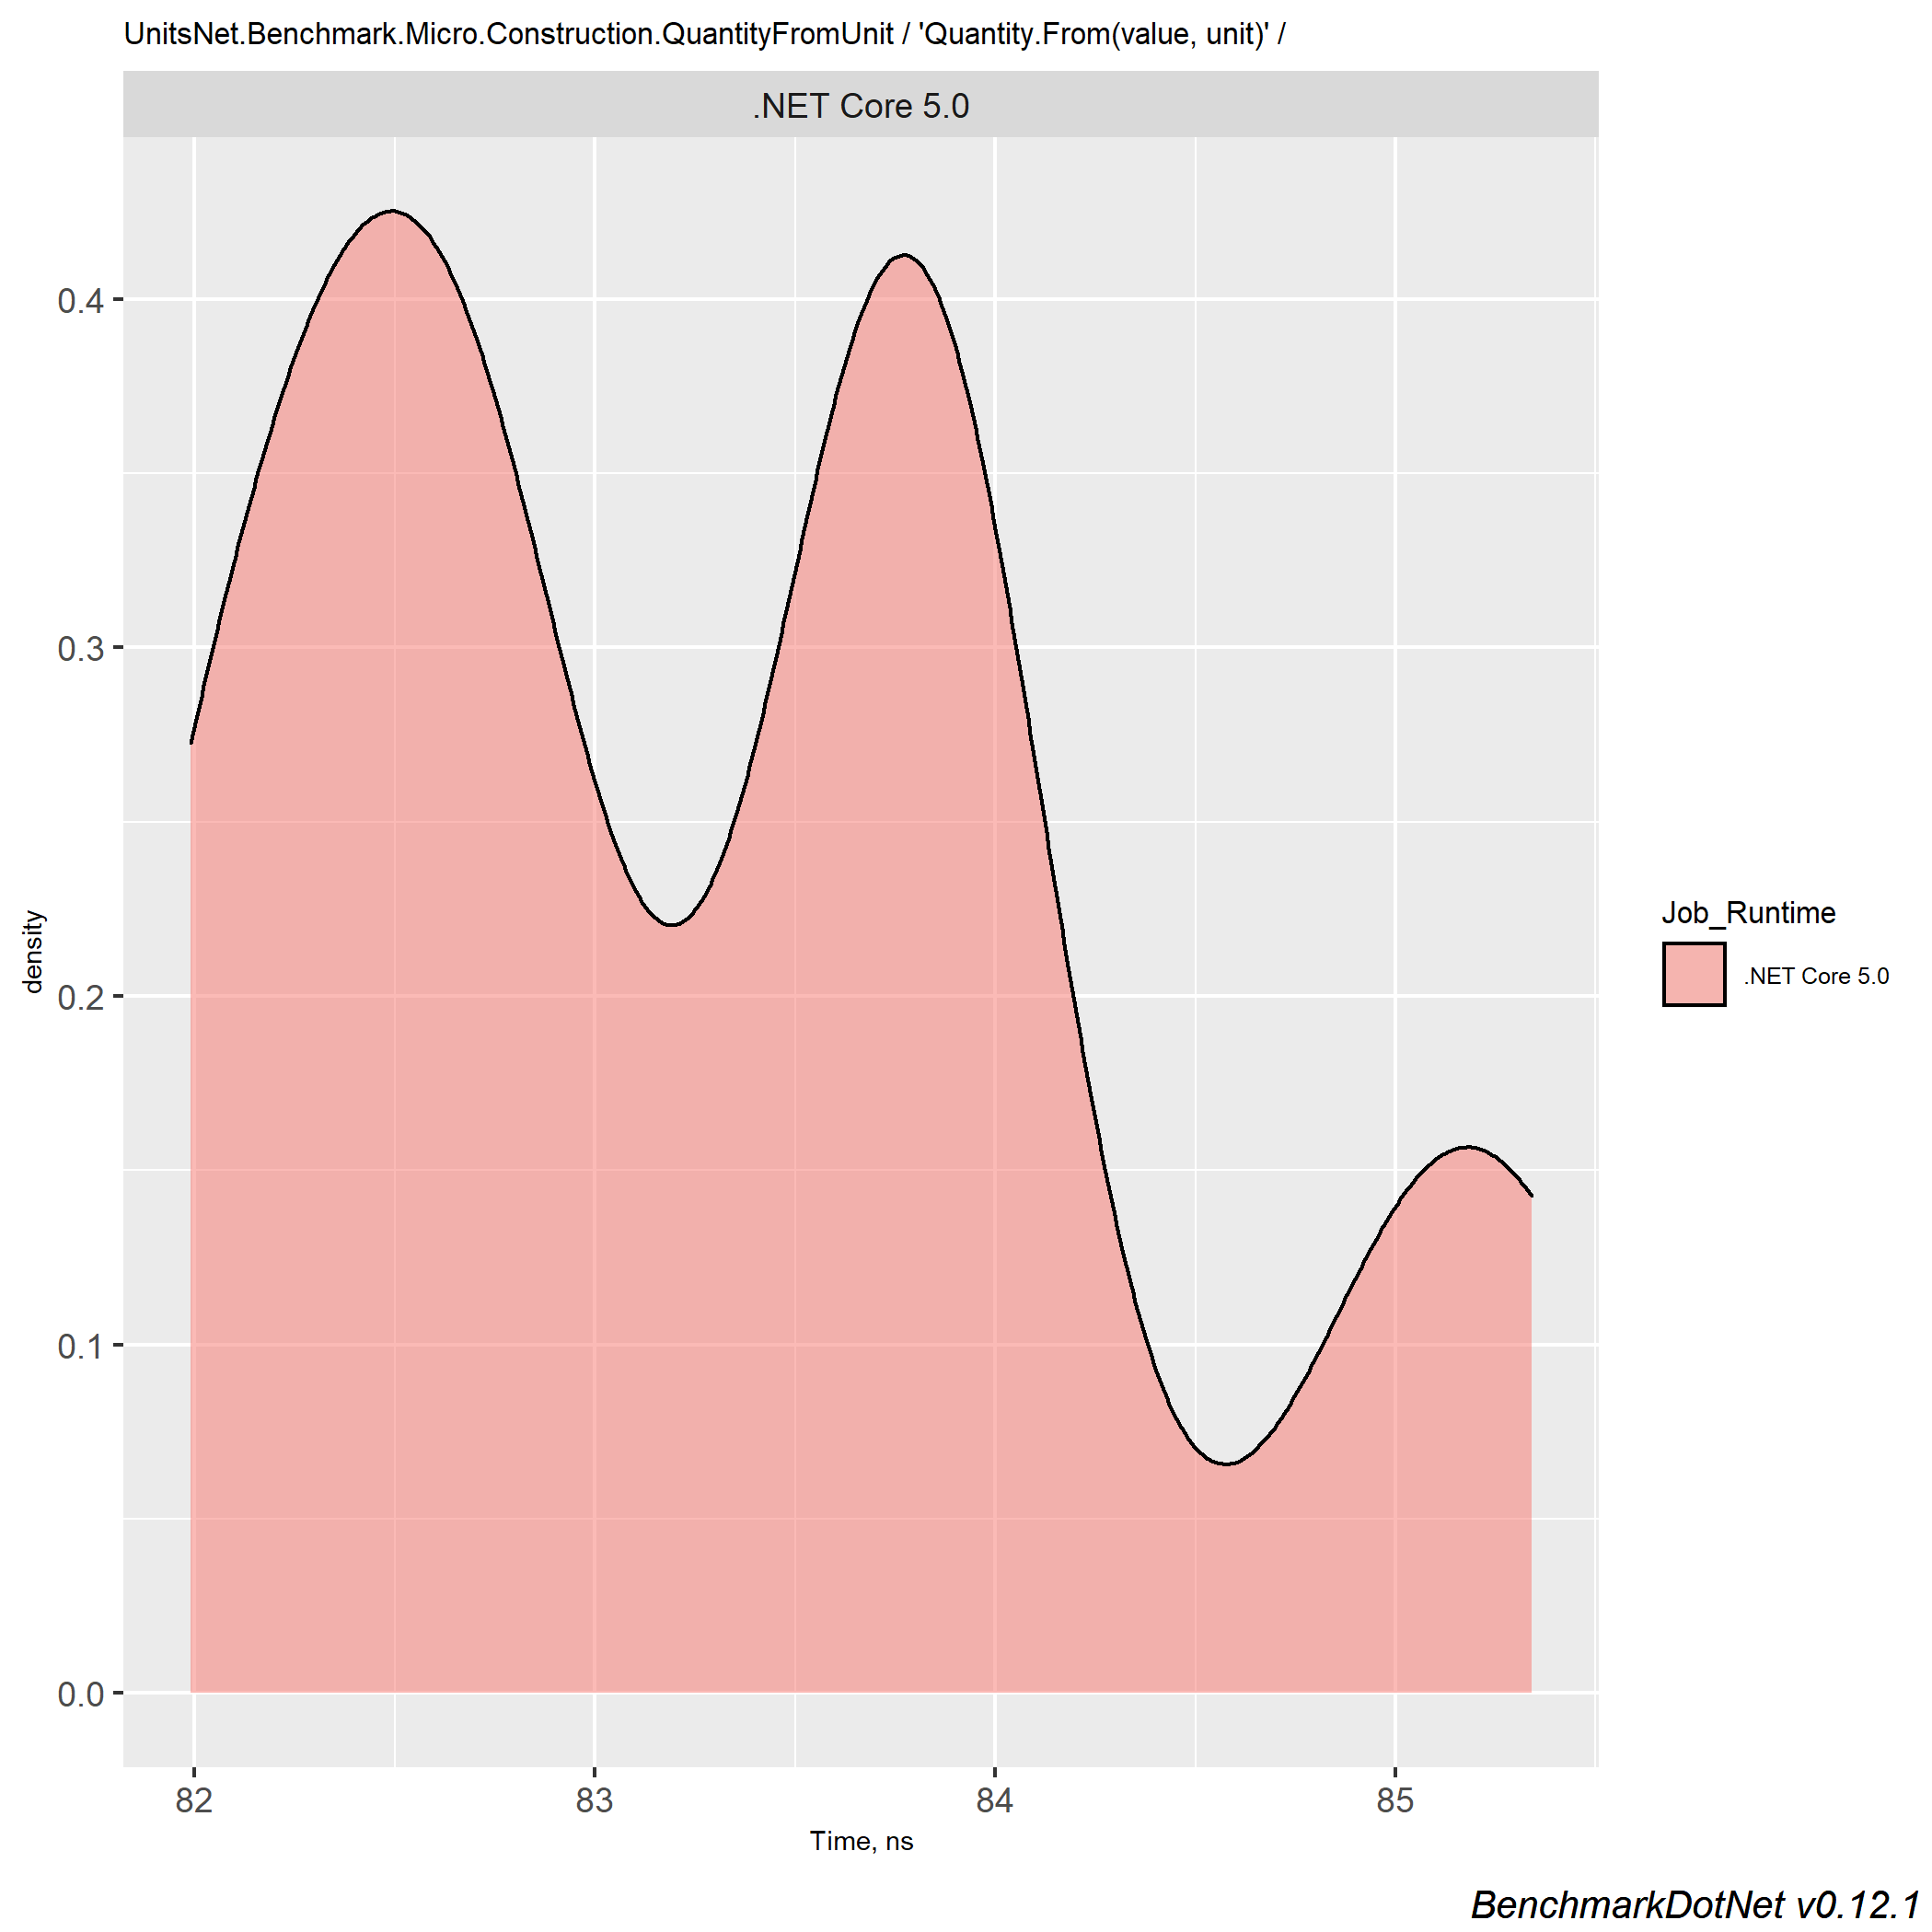 UnitsNet.Benchmark.Micro.Construction.QuantityFromUnit / 'Quantity.From(value, unit)' /
.NET Core 5.0
0.4
0.3
0.2
0.1
0.0
density
82 83 84 85
Time, ns
Job_Runtime
.NET Core 5.0
BenchmarkDotNet v0.12.1